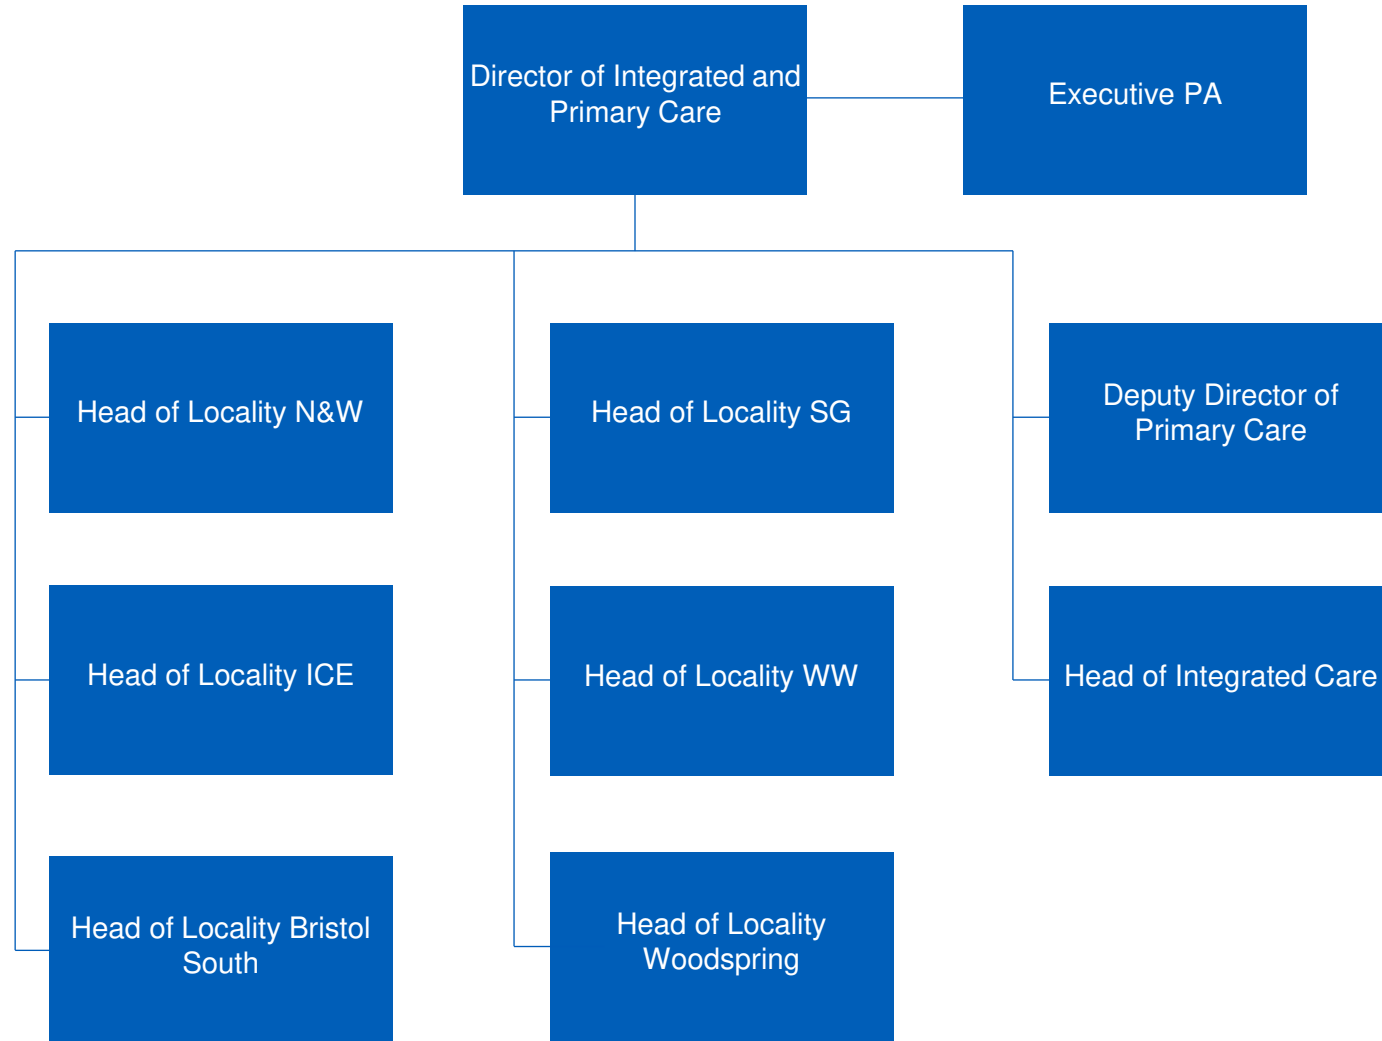 Director of Integrated and
Primary Care
Executive PA
Head of Locality N&W
Head of Locality SG
Deputy Director of
Primary Care
Head of Locality ICE
Head of Locality WW
Head of Integrated Care
Head of Locality Bristol
South
Head of Locality
Woodspring